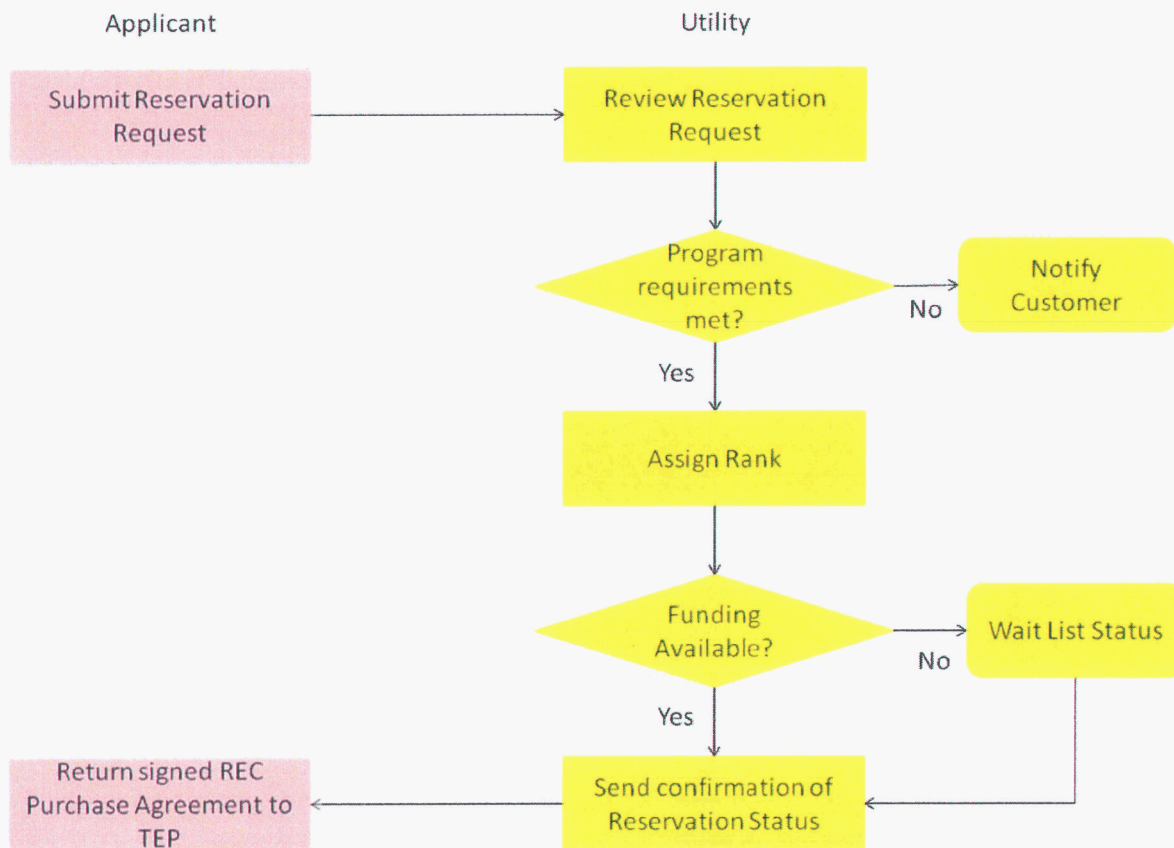 Applicant
Utility
Submit Reservation
Request
Review Reservation
Request
Program
requirements
met?
No
Notify
Customer
Yes
Assign Rank
Funding
Available?
No
Wait List Status
Yes
Return signed REC
Purchase Agreement to
TEP
Send confirmation of
Reservation Status